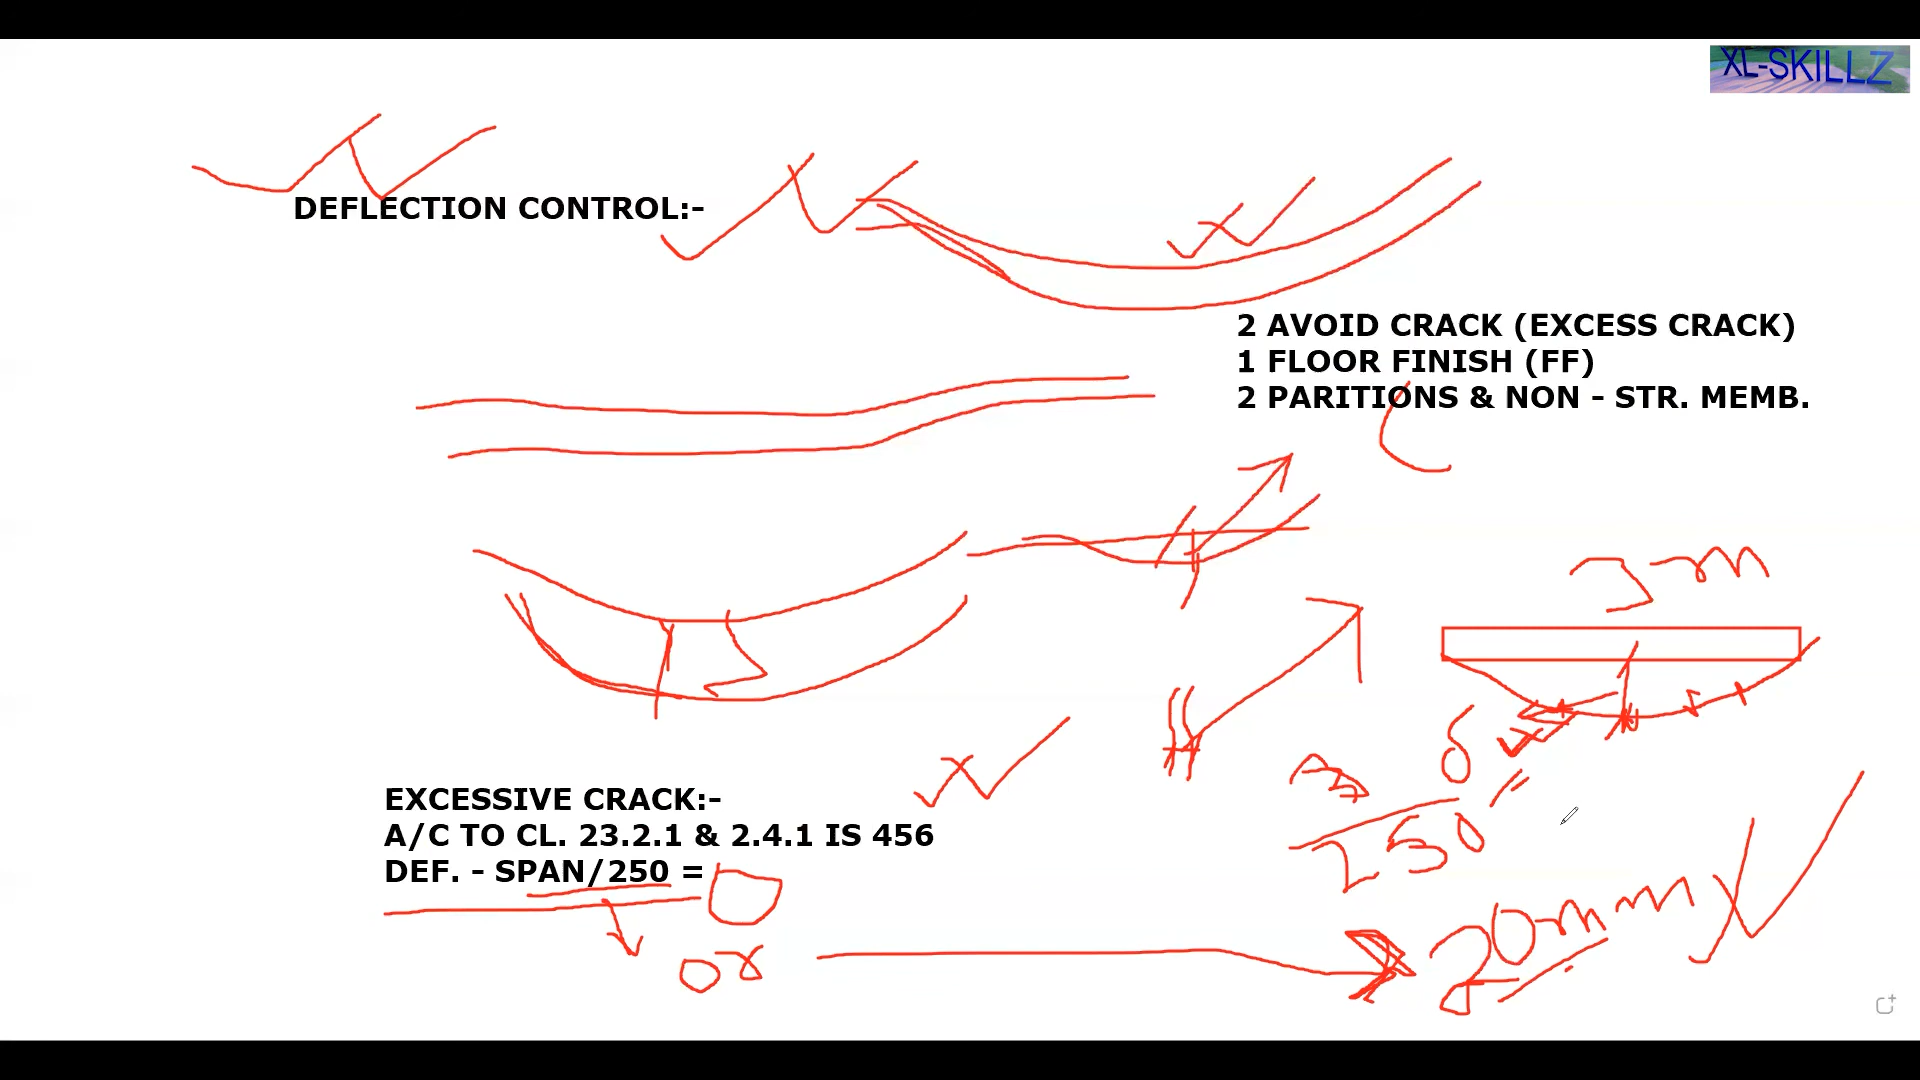 XL-SKILLZ
DEFLECTION CONTROL:-
2 AVOID CRACK (EXCESS CRACK)
1 FLOOR FINISH (FF)
2 PARITIONS & NON - STR. MEMB.
3m
δ
250
EXCESSIVE CRACK:-
A/C TO CL. 23.2.1 & 2.4.1 IS 456
DEF. - SPAN/250 =
or
20mm